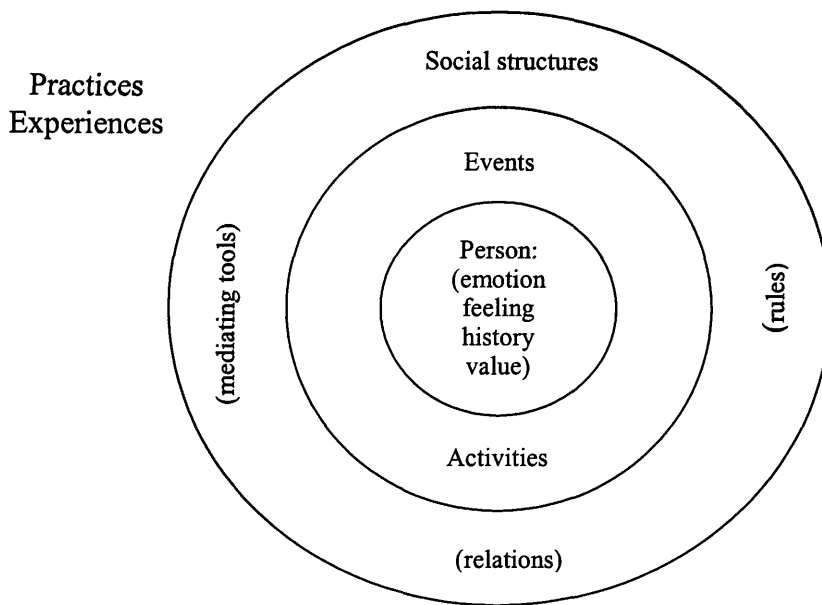 Practices
Experiences
Social structures
Events
Person:
(emotion
feeling
history
value)
(mediating tools)
(rules)
Activities
(relations)